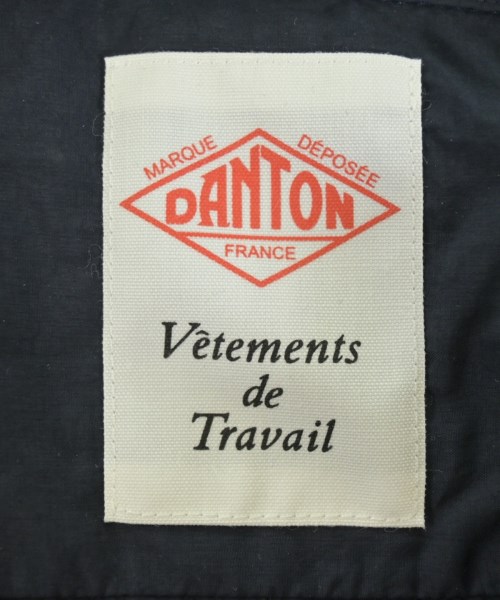 MARQUE DÉPOSÉE
DANTON
FRANCE
Vêtements
de
Travail